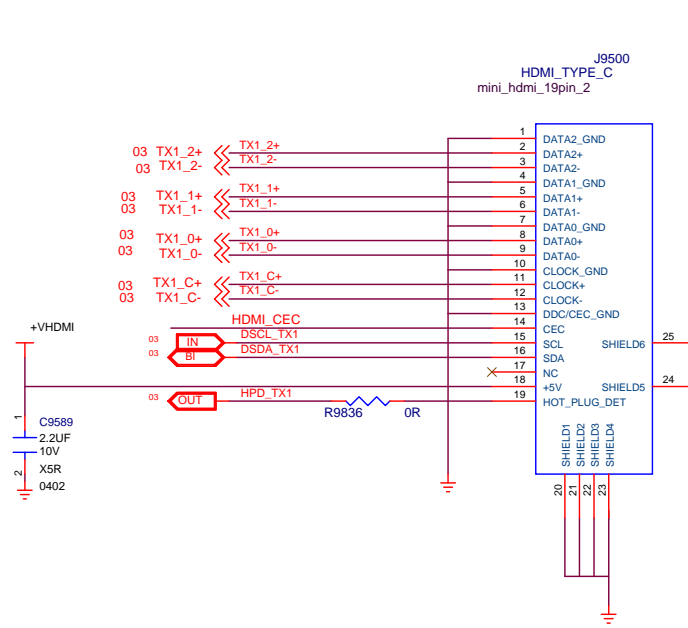 J9500
HDMI_TYPE_C
mini_hdmi_19pin_2
03 TX1_2+ TX1_2+ 1 DATA2_GND
03 TX1_2- TX1_2- 2 DATA2+
3 DATA2-
4 DATA1_GND
03 TX1_1+ TX1_1+ 5 DATA1+
03 TX1_1- TX1_1- 6 DATA1-
7 DATA0_GND
03 TX1_0+ TX1_0+ 8 DATA0+
03 TX1_0- TX1_0- 9 DATA0-
10 CLOCK_GND
03 TX1_C+ TX1_C+ 11 CLOCK+
03 TX1_C- TX1_C- 12 CLOCK-
13 DDC/CEC_GND
+VHDMI HDMI_CEC 14 CEC
03 IN DSCL_TX1 15 SCL SHIELD6 25
03 BI DSDA_TX1 16 SDA
17 NC
18 +5V SHIELD5 24
03 OUT HPD_TX1 19 HOT_PLUG_DET
R9836 0R
1 C9589
2.2UF
10V
2 X5R
0402
SHIELD1 SHIELD2 SHIELD3 SHIELD4
20 21 22 23